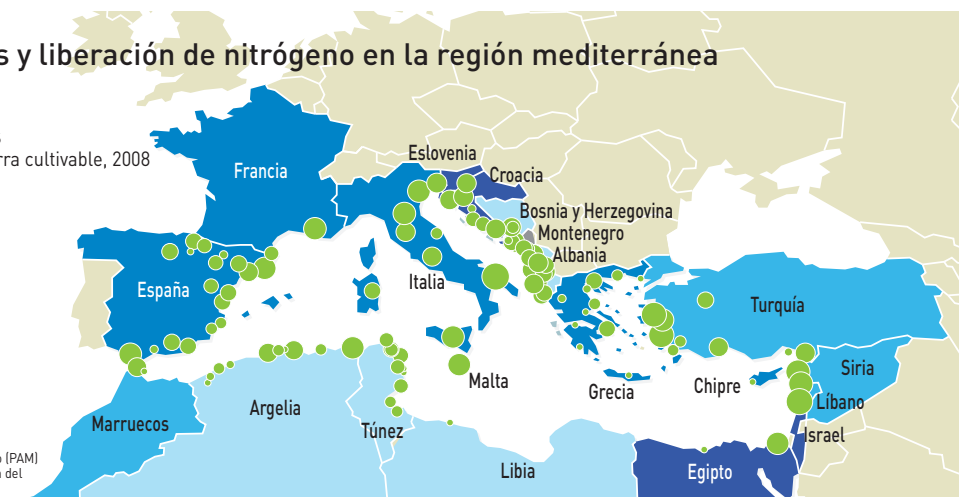 s y liberación de nitrógeno en la región mediterránea
rra cultivable, 2008
Francia
Eslovenia
Croacia
Bosnia y Herzegovina
Montenegro
Albania
Italia
España
Turquía
Siria
Malta
Grecia
Chipre
Líbano
Argelia
Marruecos
Túnez
Israel
Libia
Egipto
o (PAM)
n del